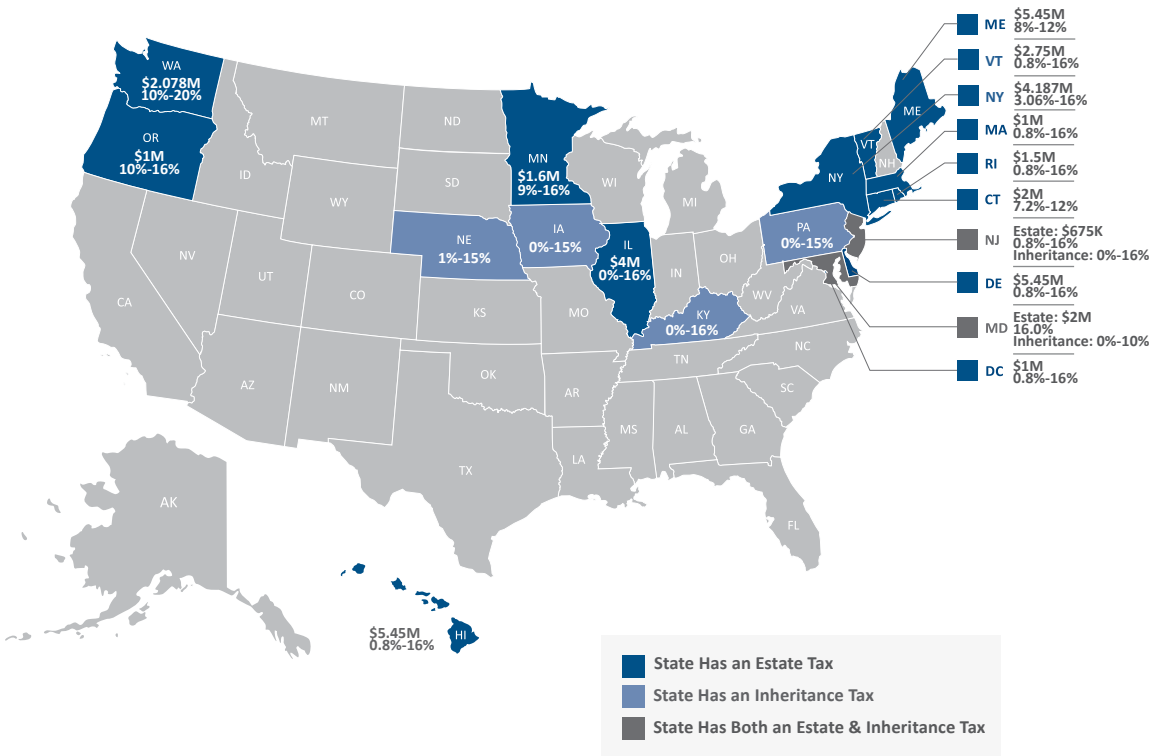 WA
$2.078M
10%-20%
OR
$1M
10%-16%
MT
ID
WY
ND
SD
MN
$1.6M
9%-16%
WI
MI
NV
UT
CA
CO
AZ
NM
NE
1%-15%
KS
OK
TX
IA
0%-15%
MO
AR
LA
IL
$4M
0%-16%
IN
OH
KY
0%-16%
TN
MS
AL
GA
FL
SC
NC
VA
WV
PA
0%-15%
NY
VT
NH
ME
AK
HI
$5.45M
0.8%-16%
ME
$5.45M
8%-12%
VT
$2.75M
0.8%-16%
NY
$4.187M
3.06%-16%
MA
$1M
0.8%-16%
RI
$1.5M
0.8%-16%
CT
$2M
7.2%-12%
NJ
Estate: $675K
0.8%-16%
Inheritance: 0%-16%
DE
$5.45M
0.8%-16%
MD
Estate: $2M
16.0%
Inheritance: 0%-10%
DC
$1M
0.8%-16%
State Has an Estate Tax
State Has an Inheritance Tax
State Has Both an Estate & Inheritance Tax